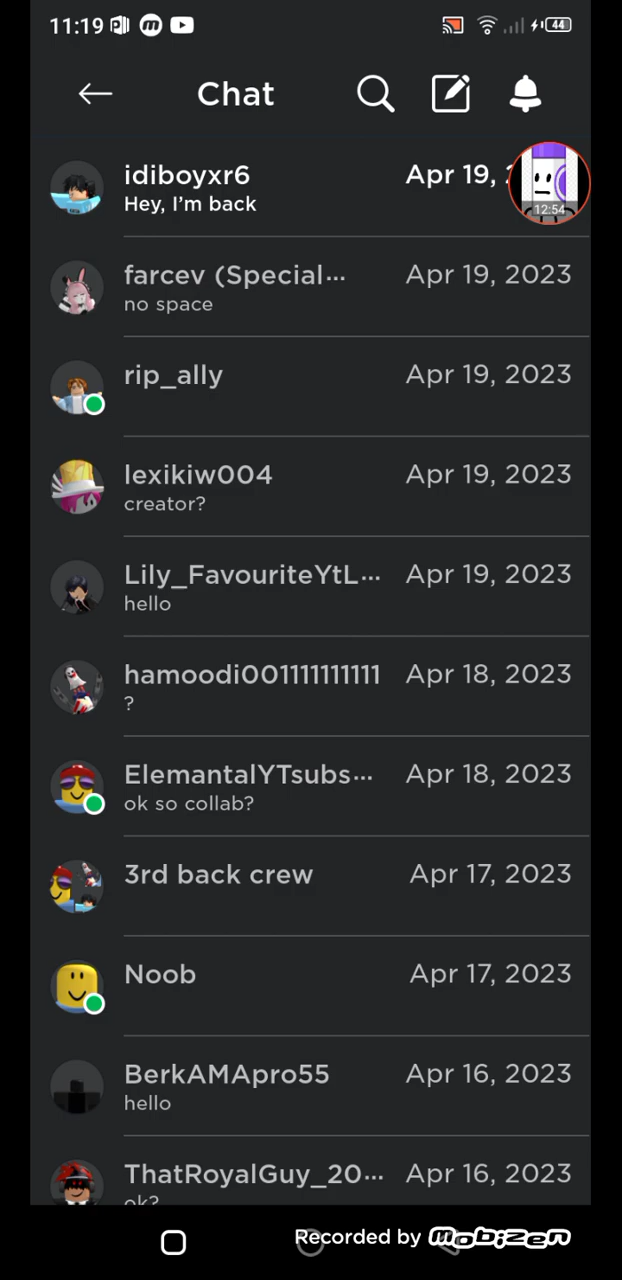 11:19
44
Chat
idiboyxr6
Apr 19,
12:54
Hey, I'm back
farcev (Special...
Apr 19, 2023
no space
rip_ally
Apr 19, 2023
lexikiw004
Apr 19, 2023
creator?
Lily_FavouriteYtL...
Apr 19, 2023
hello
hamoodi001111111111
Apr 18, 2023
?
ElemantalYTsubs...
Apr 18, 2023
ok so collab?
3rd back crew
Apr 17, 2023
Noob
Apr 17, 2023
BerkAMApro55
Apr 16, 2023
hello
ThatRoyalGuy_20...
Apr 16, 2023
ok?
Recorded by mobizen